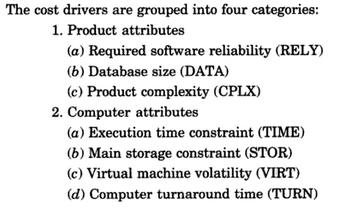 The cost drivers are grouped into four categories:
1. Product attributes
(a) Required software reliability (RELY)
(b) Database size (DATA)
(c) Product complexity (CPLX)
2. Computer attributes
(a) Execution time constraint (TIME)
(b) Main storage constraint (STOR)
(c) Virtual machine volatility (VIRT)
(d) Computer turnaround time (TURN)